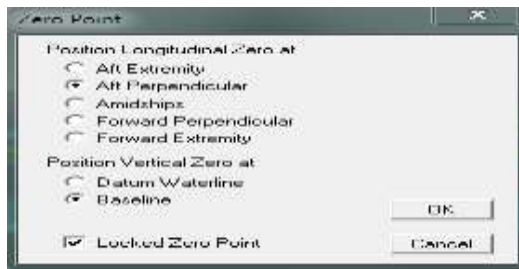 Zero Point
Position Longitudinal Zero at
Aft Extremity
Aft Perpendicular
Amidships
Forward Perpendicular
Forward Extremity
Position Vertical Zero at
Datum Waterline
Baseline
OK
Locked Zero Point
Cancel